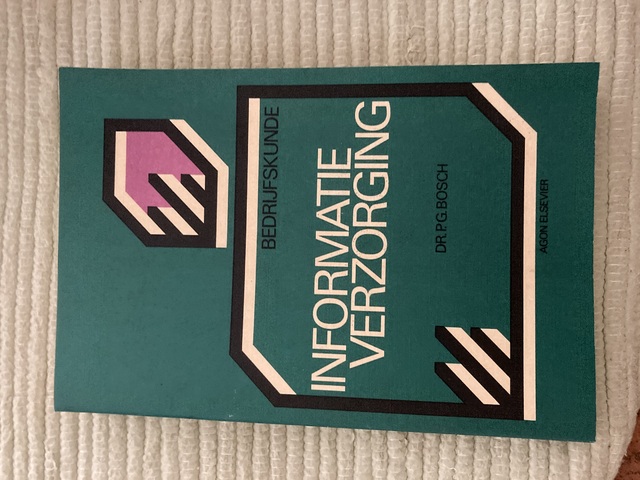 BEDRIJFSKUNDE
INFORMATIE
VERZORGING
DR. P.G. BOSCH
AGON ELSEVIER